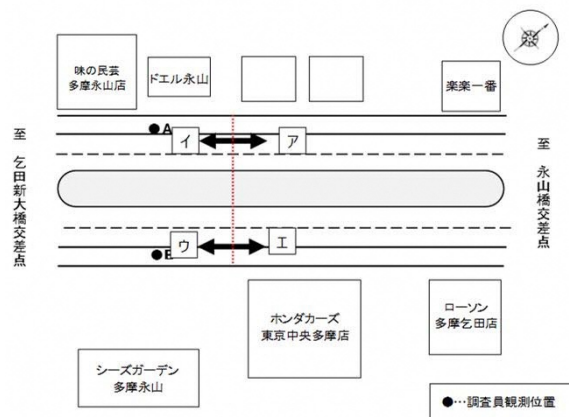 味の民芸
多摩永山店
ドエル永山
楽楽一番
至 乞田新大橋交差点
至 永山橋交差点
A
イ
ア
ウ
エ
ホンダカーズ
東京中央多摩店
ローソン
多摩乞田店
シーズガーデン
多摩永山
●…調査員観測位置